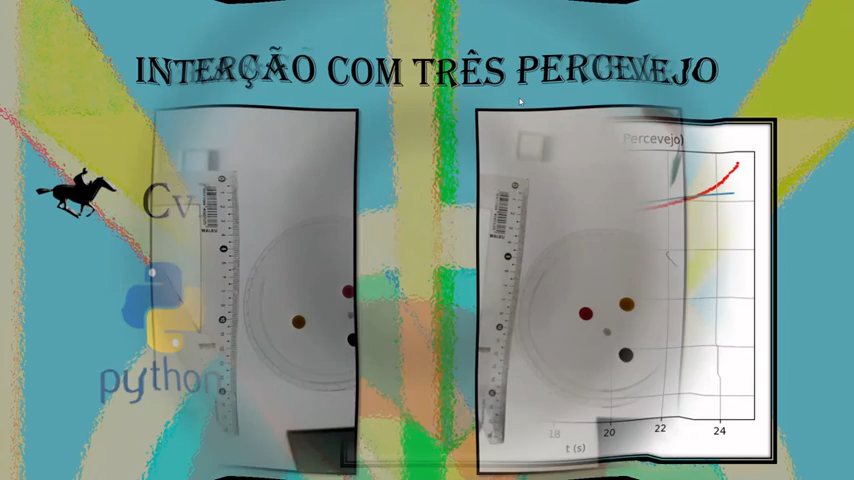 INTERAÇÃO COM TRÊS PERCEVEJO
Percevejo)
Cv
python
18 20 22 24
t (s)